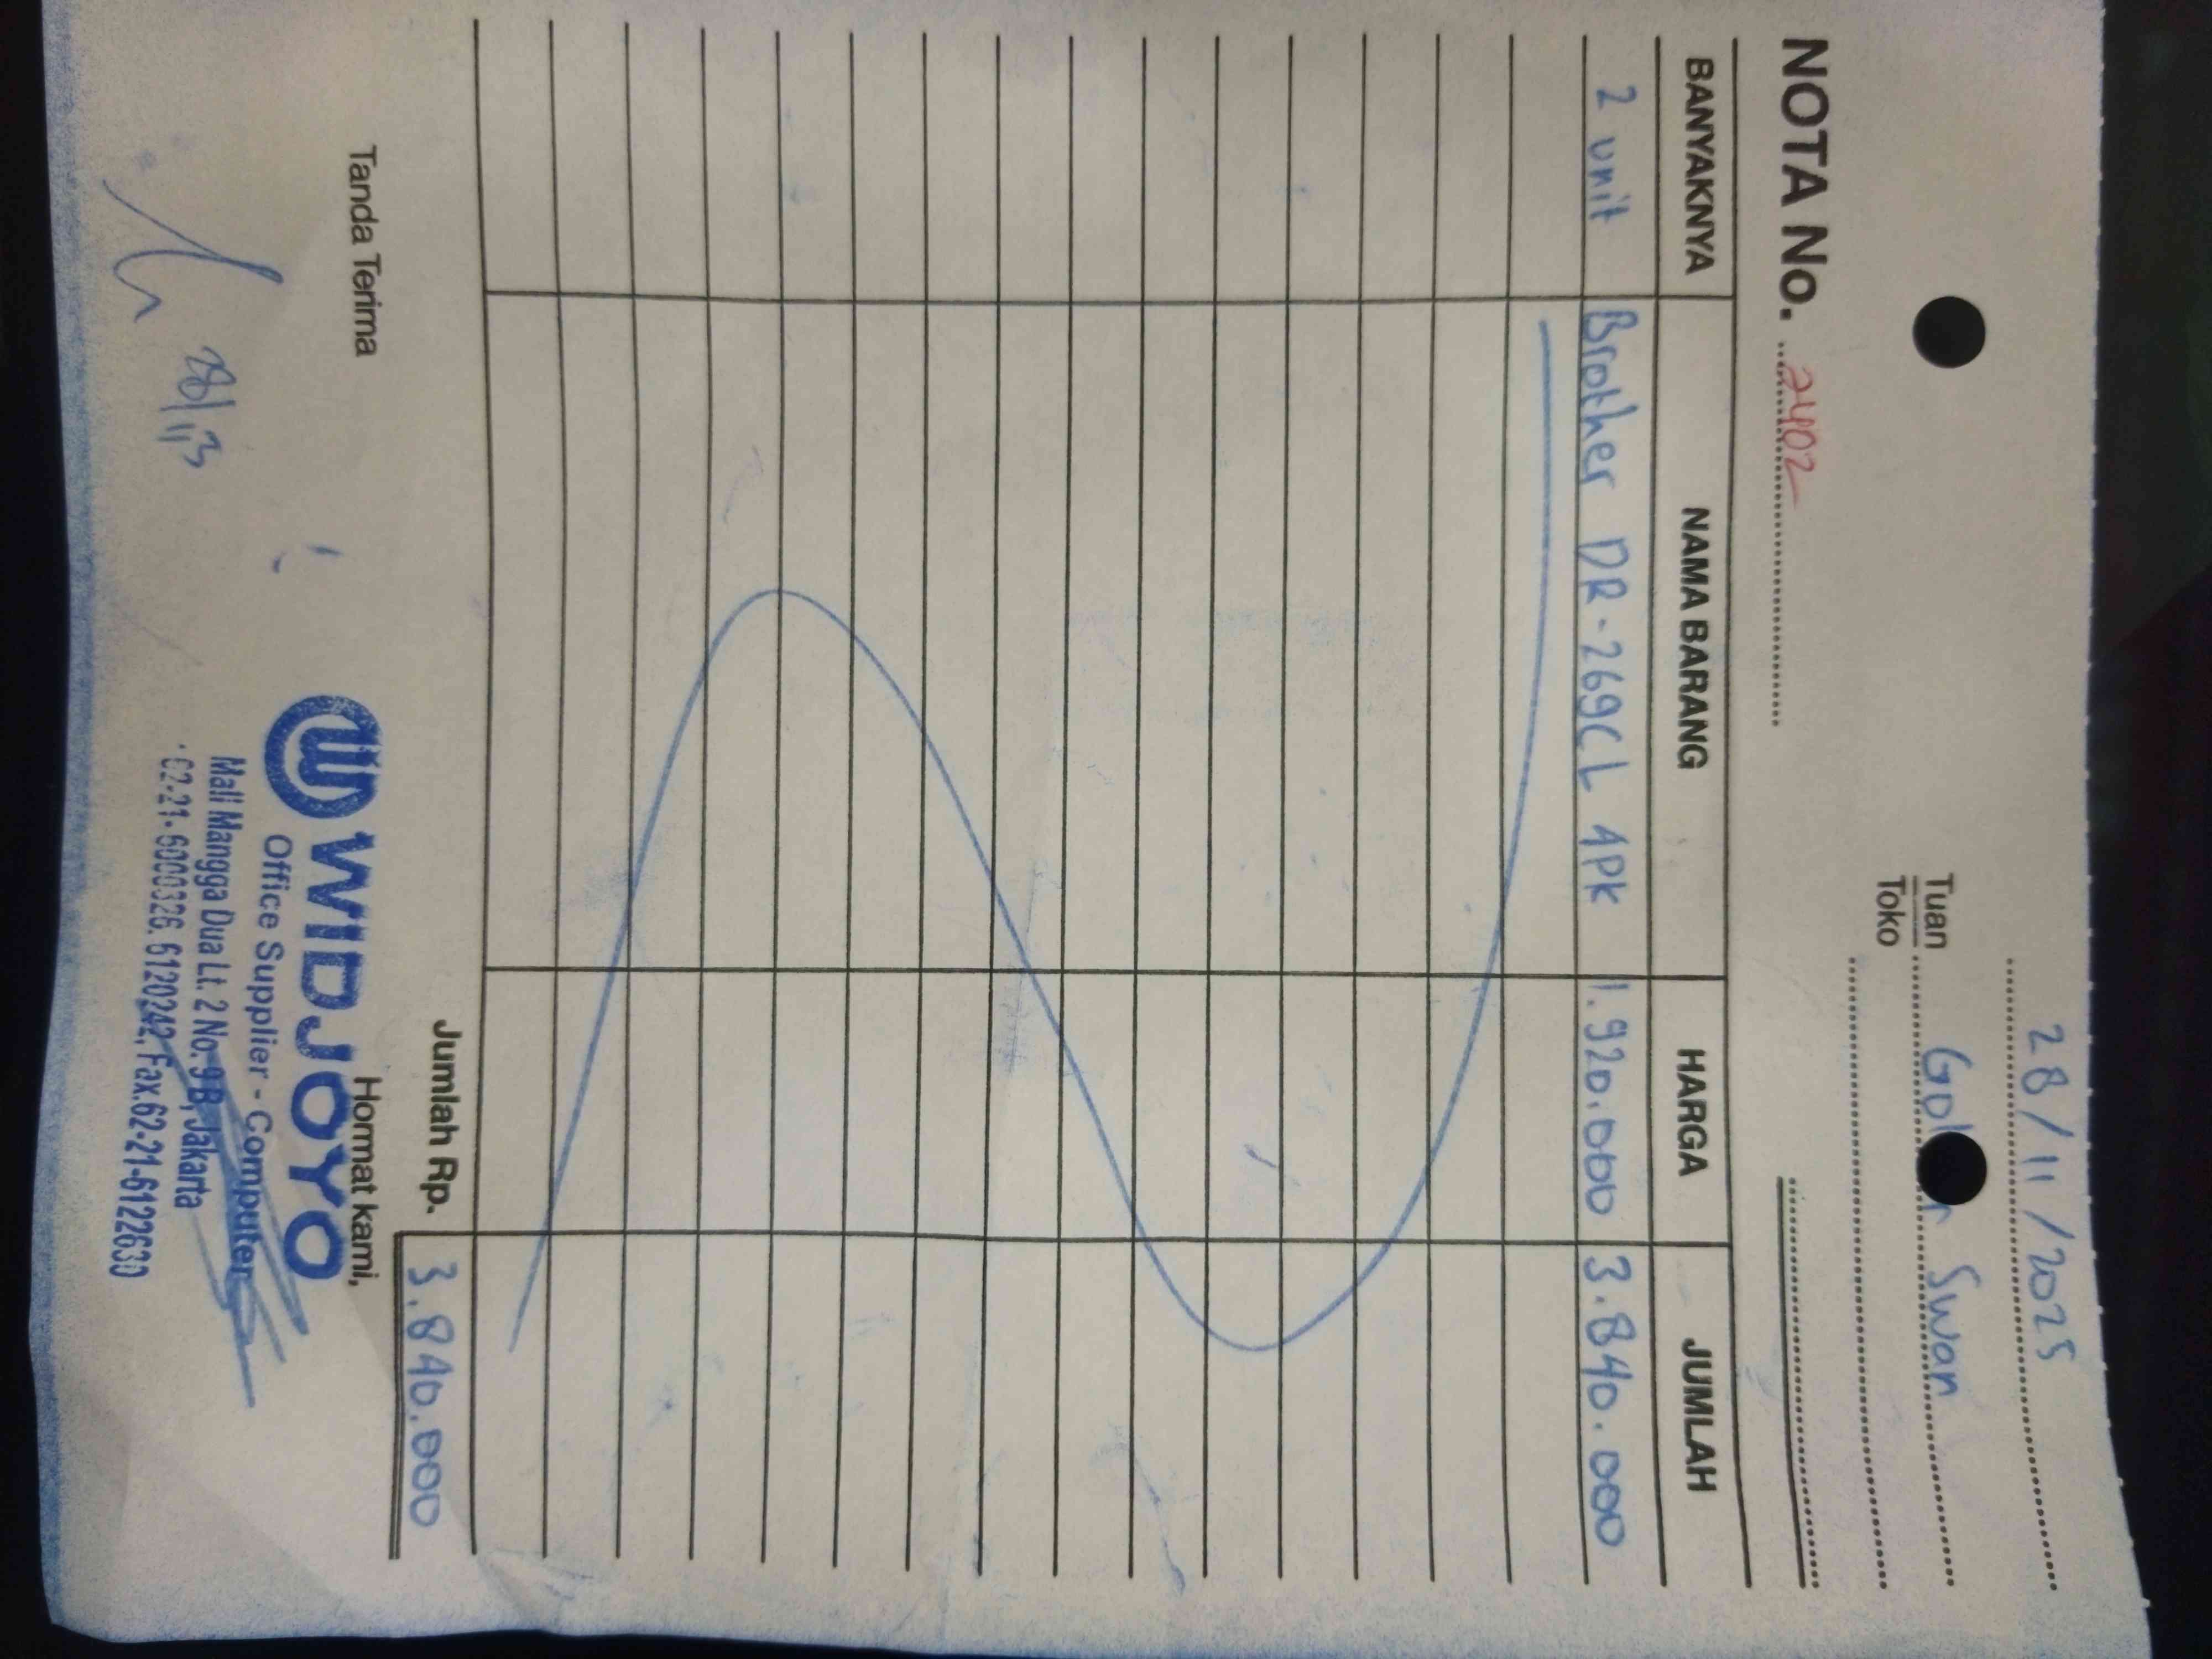 28/11/2025
Tuan Swan
Toko
NOTA No. 2402
BANYAKNYA NAMA BARANG HARGA JUMLAH
2 unit Brother DR-269CL 4PK 1.920.000 3.840.000
Jumlah Rp. 3.840.000
Tanda Terima Hormat kami,
WIDJOYO
Office Supplier - Computer
Mall Mangga Dua Lt. 2 No. 9B, Jakarta
62-21-6000326, 6120242, Fax.62-21-6122630